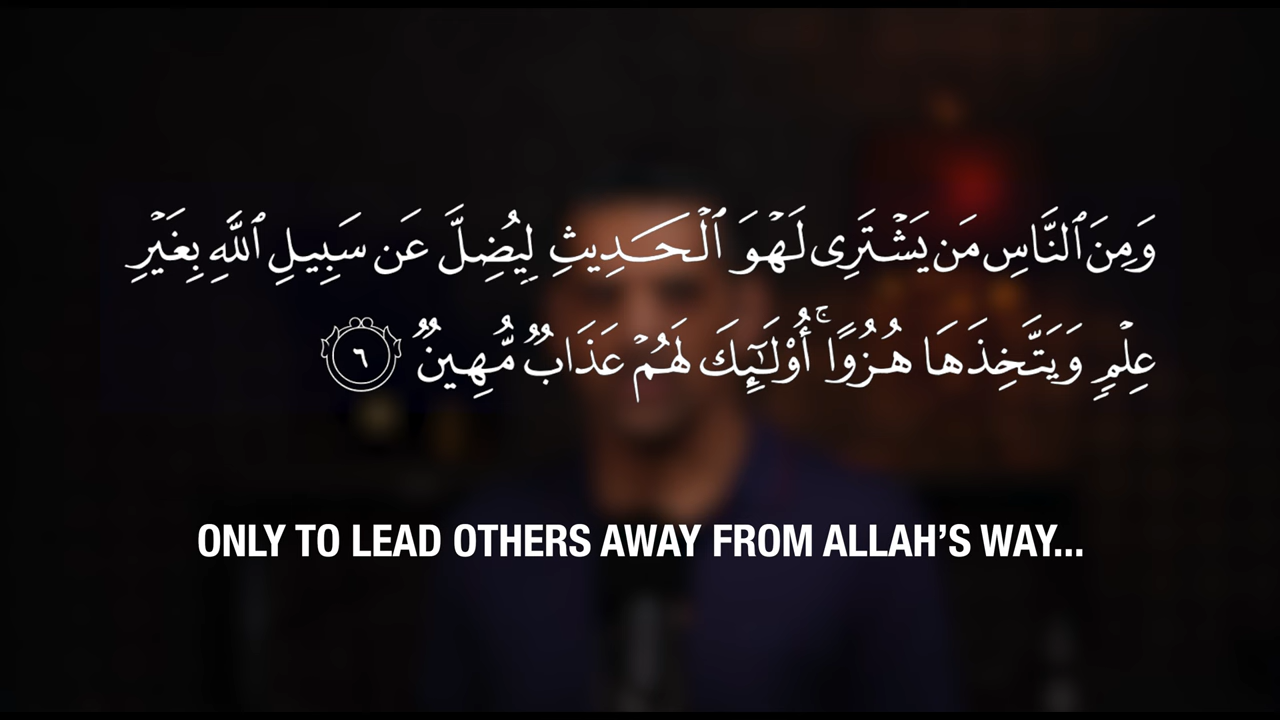 وَمِنَ ٱلنَّاسِ مَن يَشْتَرِى لَهْوَ ٱلْحَدِيثِ لِيُضِلَّ عَن سَبِيلِ ٱللَّهِ بِغَيْرِ
عِلْمٍ وَيَتَّخِذَهَا هُزُوًا ۚ أُو۟لَـٰٓئِكَ لَهُمْ عَذَابٌ مُّهِينٌ ٦
ONLY TO LEAD OTHERS AWAY FROM ALLAH'S WAY...